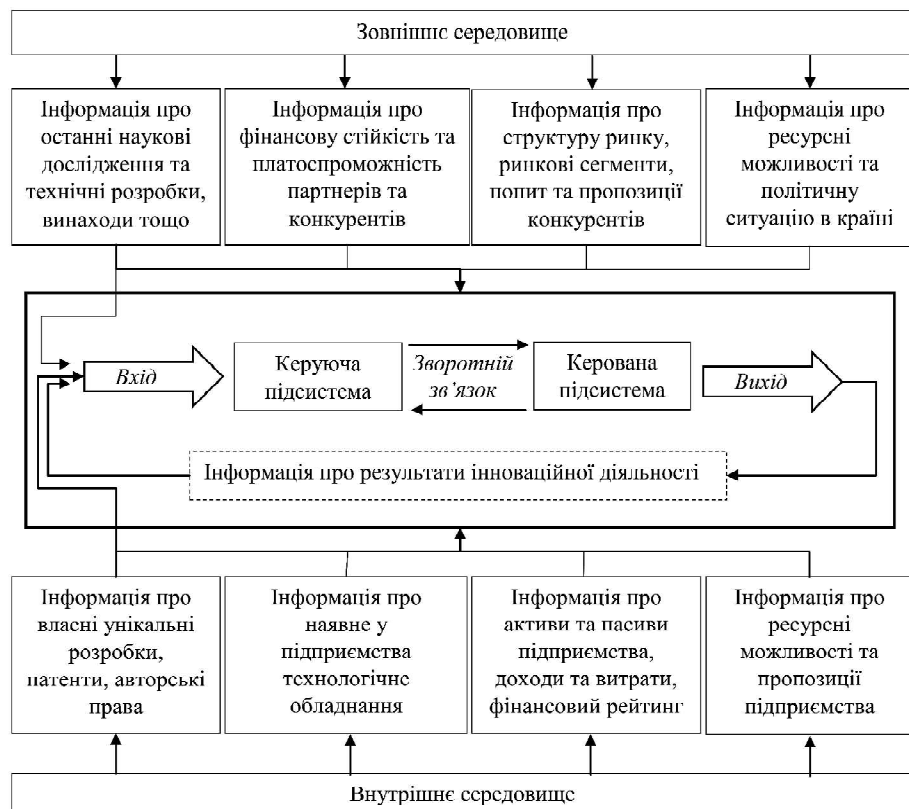 Зовнішнє середовище
Інформація про
останні наукові
дослідження та
технічні розробки,
винаходи тощо
Інформація про
фінансову стійкість та
платоспроможність
партнерів та
конкурентів
Інформація про
структуру ринку,
ринкові сегменти,
попит та пропозиції
конкурентів
Інформація про
ресурсні
можливості та
політичну
ситуацію в країні
Вхід
Керуюча
підсистема
Зворотній
зв’язок
Керована
підсистема
Вихід
Інформація про результати інноваційної діяльності
Інформація про
власні унікальні
розробки,
патенти, авторські
права
Інформація про
наявне у
підприємства
технологічне
обладнання
Інформація про
активи та пасиви
підприємства,
доходи та витрати,
фінансовий рейтинг
Інформація про
ресурсні
можливості та
пропозиції
підприємства
Внутрішнє середовище